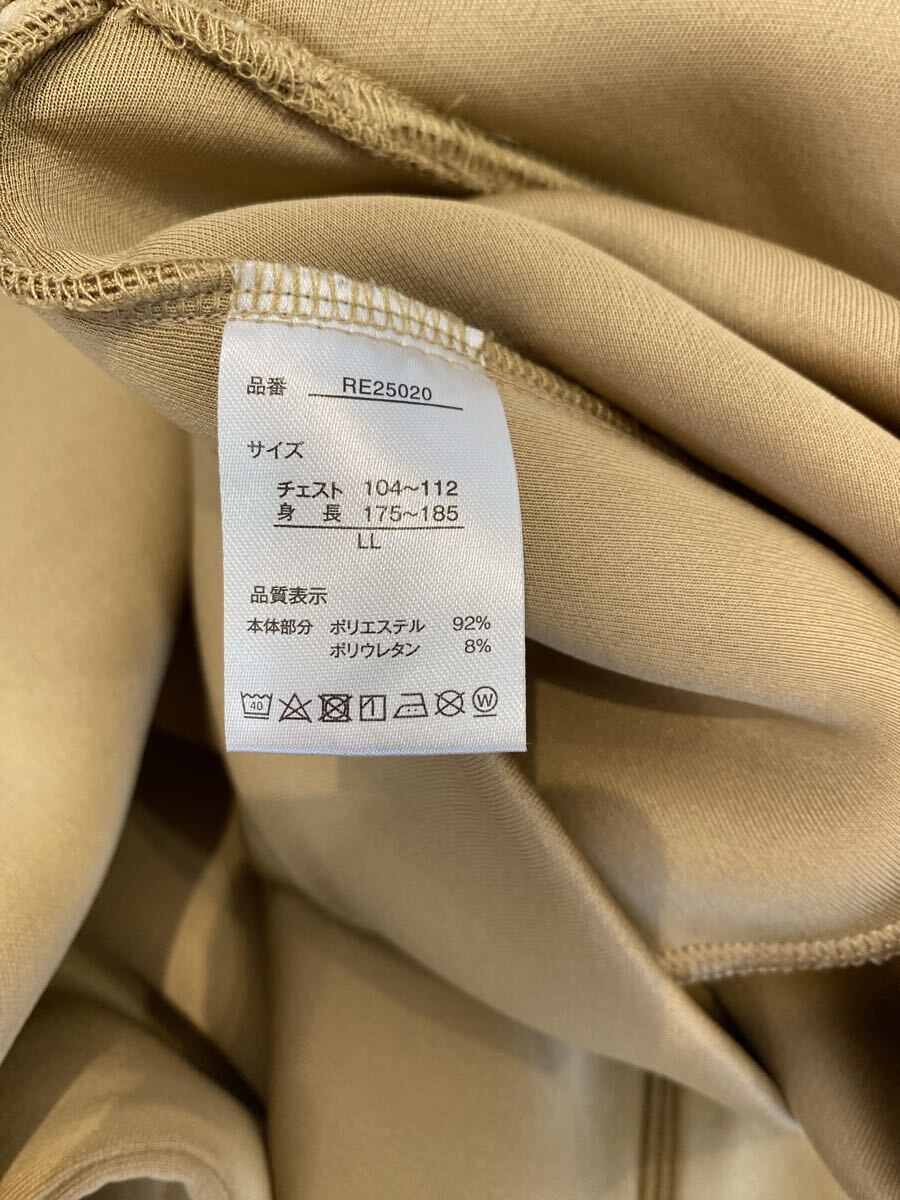 品番 RE25020
サイズ
チェスト 104~112
身 長 175~185
LL
品質表示
本体部分 ポリエステル 92%
ポリウレタン 8%
40 W